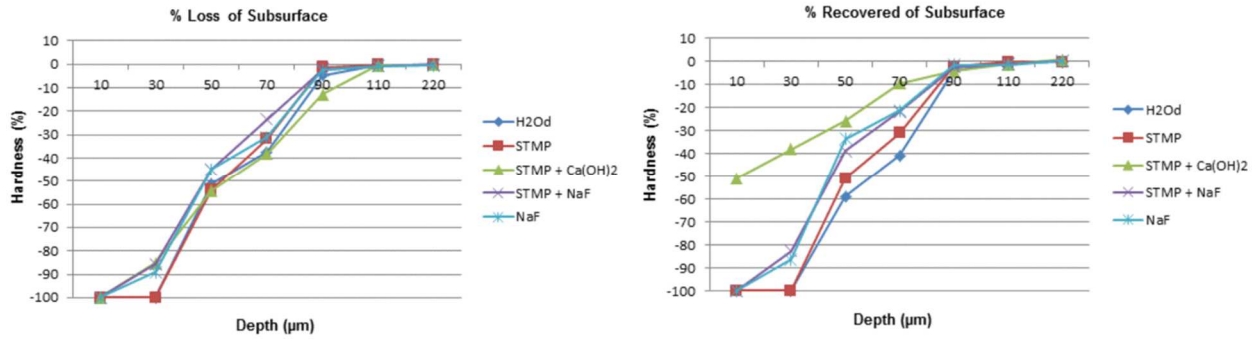 % Loss of Subsurface
10
0
-10
-20
-30
-40
-50
-60
-70
-80
-90
-100
10 30 50 70 90 110 220
Hardness (%)
Depth (µm)
H2Od
STMP
STMP + Ca(OH)2
STMP + NaF
NaF
% Recovered of Subsurface
10
0
-10
-20
-30
-40
-50
-60
-70
-80
-90
-100
10 30 50 70 90 110 220
Hardness (%)
Depth (µm)
H2Od
STMP
STMP + Ca(OH)2
STMP + NaF
NaF